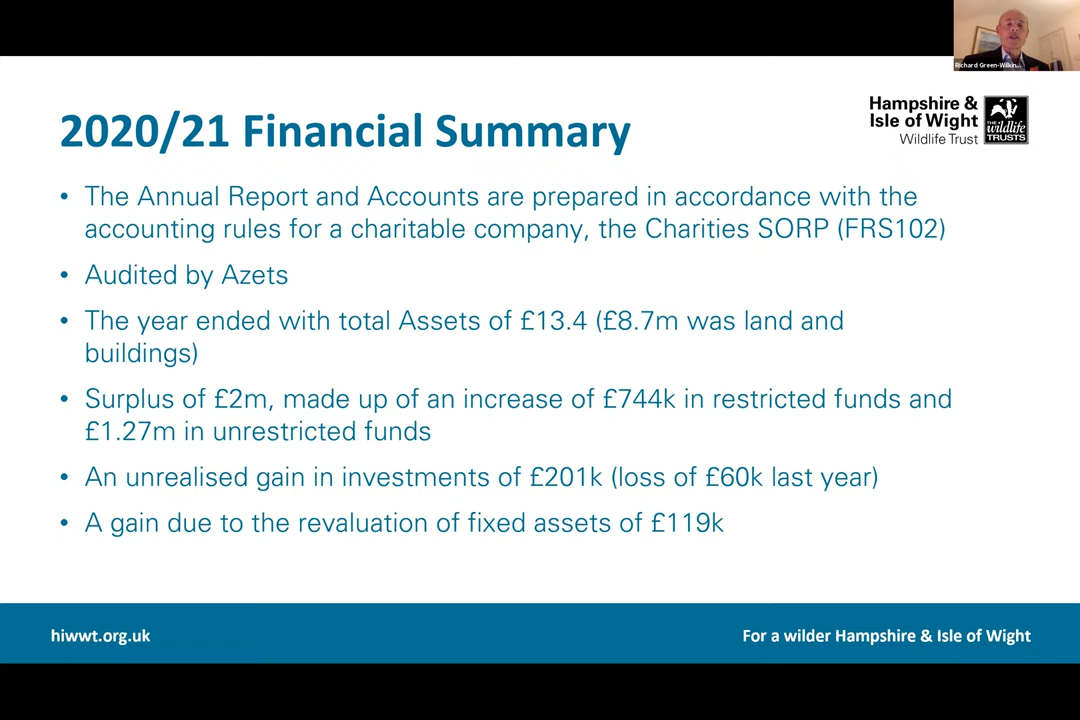 Richard Green-Wilkin...
Hampshire &
Isle of Wight
Wildlife Trust
THE
wildlife
TRUSTS
2020/21 Financial Summary
• The Annual Report and Accounts are prepared in accordance with the
accounting rules for a charitable company, the Charities SORP (FRS102)
• Audited by Azets
• The year ended with total Assets of £13.4 (£8.7m was land and
buildings)
• Surplus of £2m, made up of an increase of £744k in restricted funds and
£1.27m in unrestricted funds
• An unrealised gain in investments of £201k (loss of £60k last year)
• A gain due to the revaluation of fixed assets of £119k
hiwwt.org.uk
For a wilder Hampshire & Isle of Wight